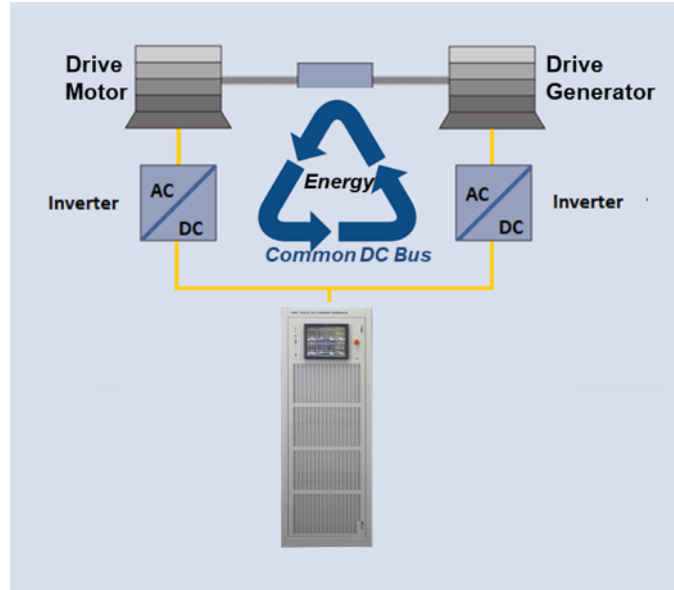 Drive
Motor
Drive
Generator
Inverter
AC
DC
Energy
AC
DC
Inverter
Common DC Bus